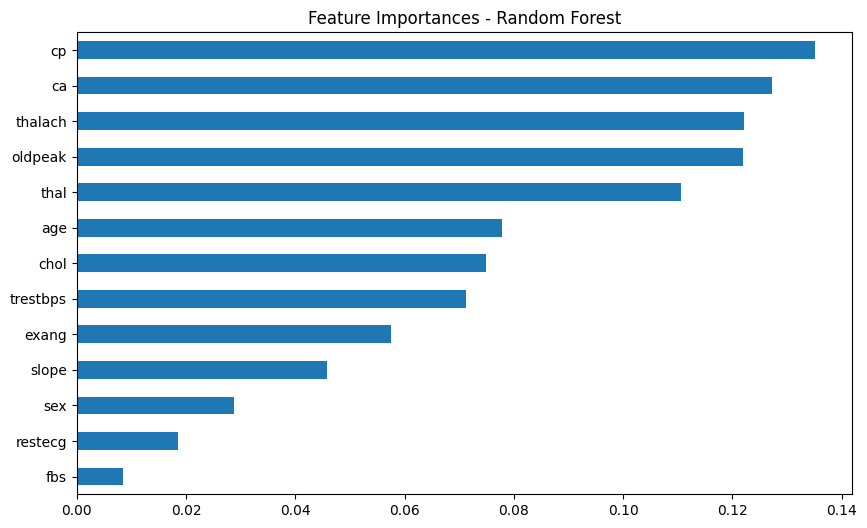 Feature Importances - Random Forest
cp
ca
thalach
oldpeak
thal
age
chol
trestbps
exang
slope
sex
restecg
fbs
0.00 0.02 0.04 0.06 0.08 0.10 0.12 0.14